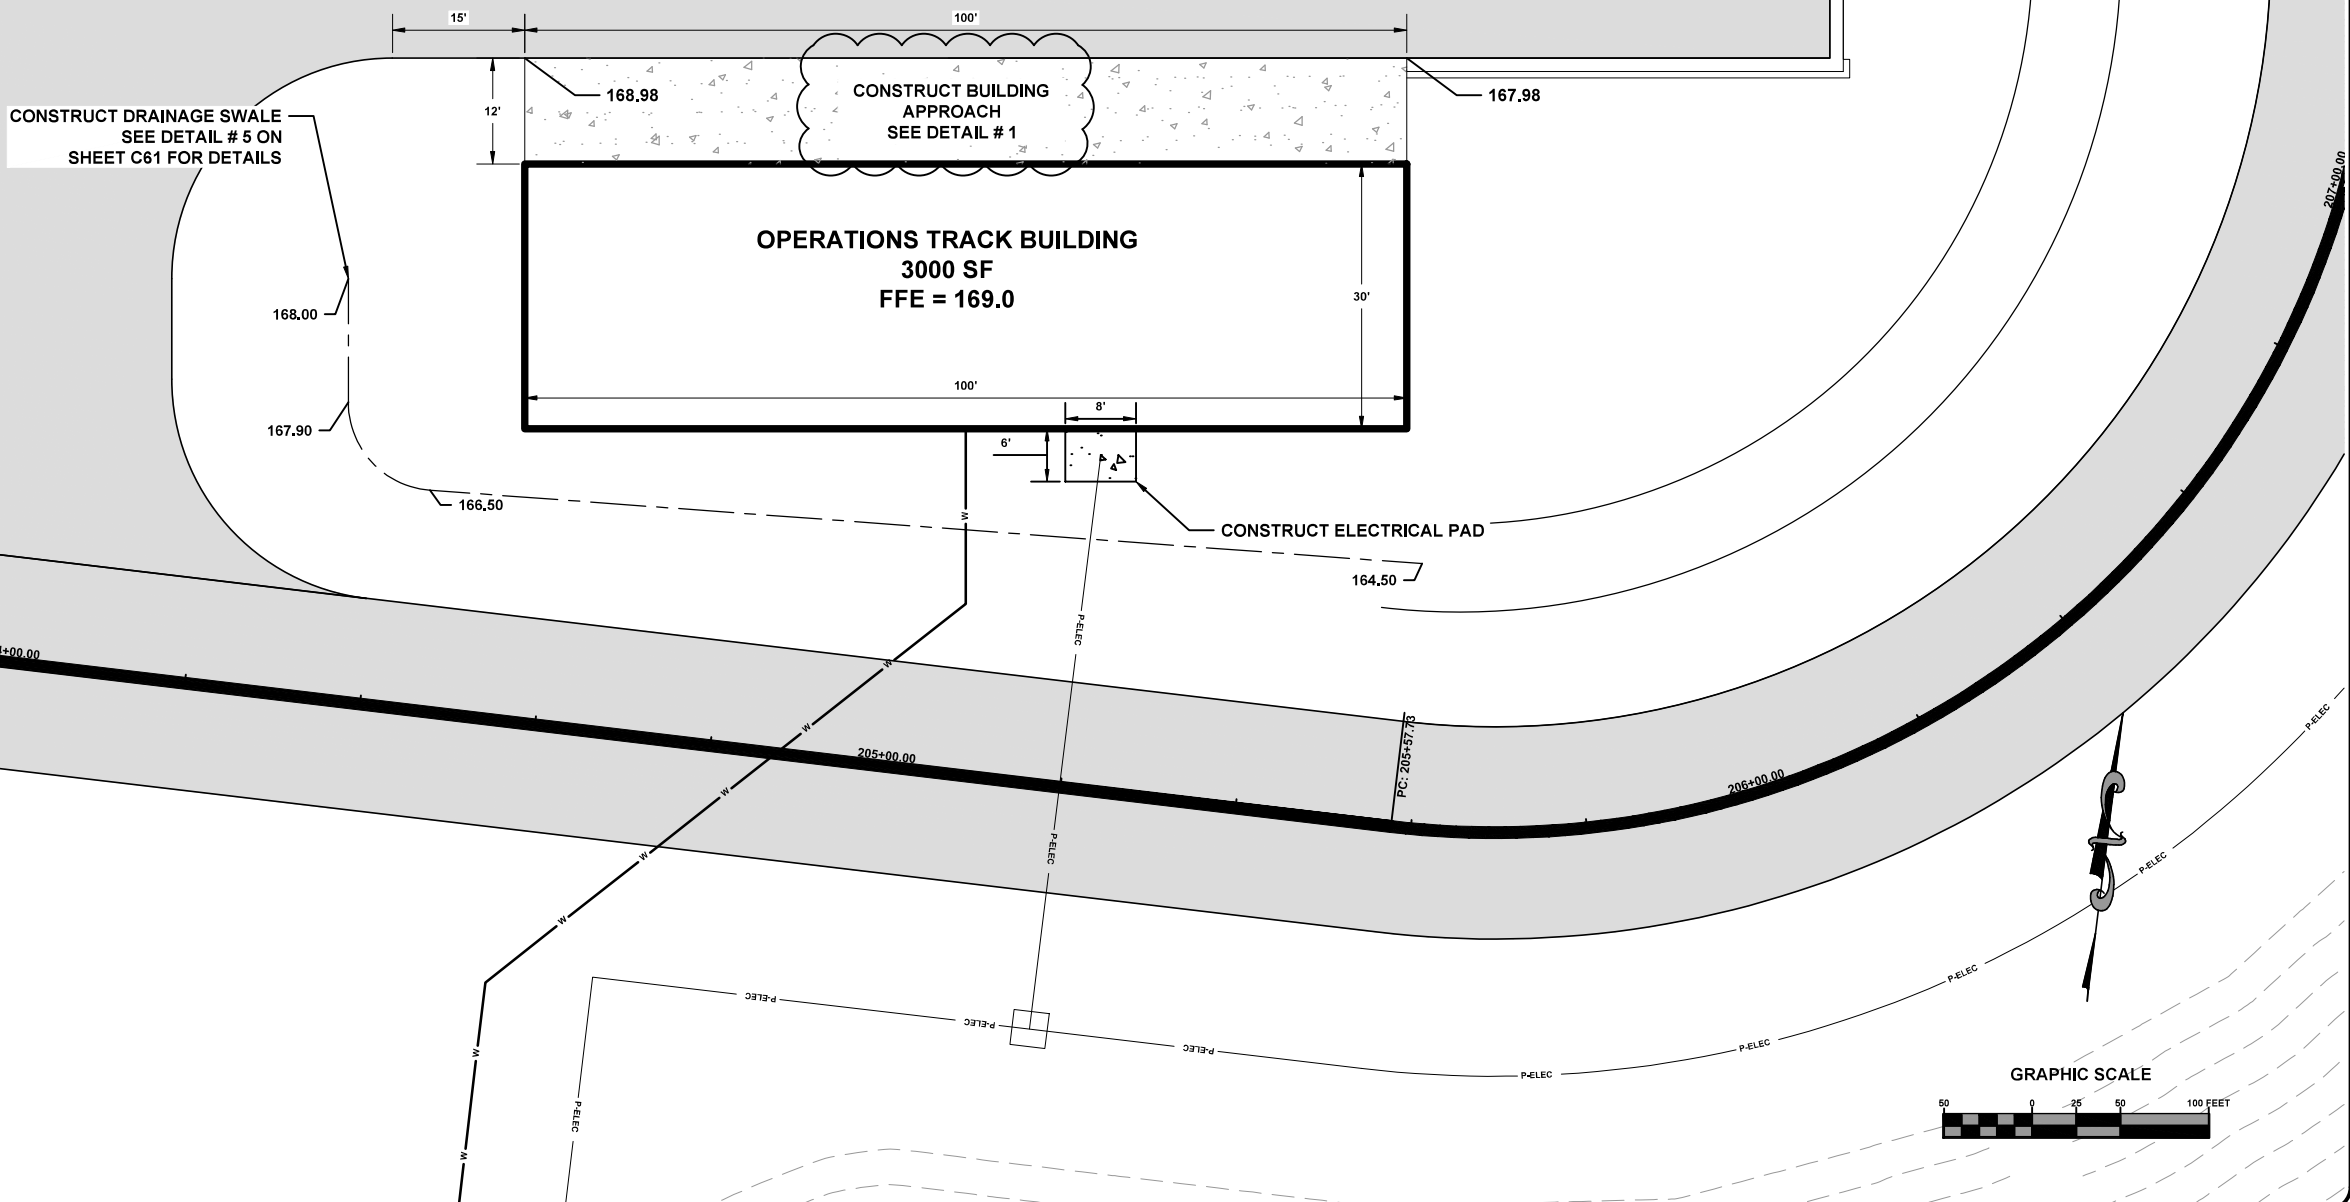 15'
100'
CONSTRUCT BUILDING
APPROACH
SEE DETAIL # 1
168.98
167.98
12'
CONSTRUCT DRAINAGE SWALE
SEE DETAIL # 5 ON
SHEET C61 FOR DETAILS
207+00.00
OPERATIONS TRACK BUILDING
3000 SF
FFE = 169.0
30'
168.00
100'
8'
167.90
6'
166.50
W
CONSTRUCT ELECTRICAL PAD
164.50
P-ELEC
+00.00
W
W
205+00.00
PC: 205+57.73
206+00.00
P-ELEC
W
P-ELEC
W
P-ELEC
W
P-ELEC
P-ELEC
P-ELEC
P-ELEC
W
P-ELEC
P-ELEC
GRAPHIC SCALE
50 0 25 50 100 FEET
P-ELEC
W